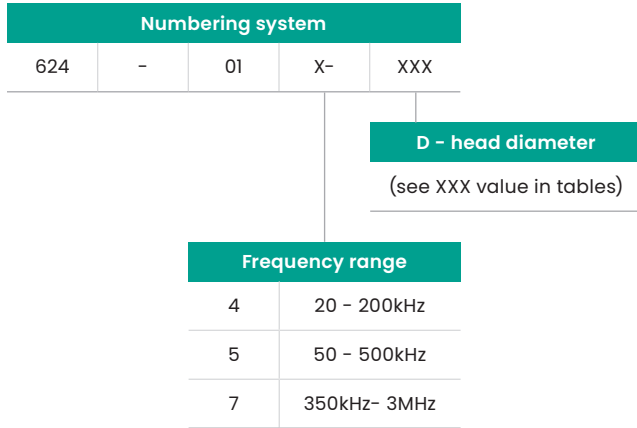 Numbering system
624 - 01 X- XXX
D - head diameter
(see XXX value in tables)
Frequency range
4 20 - 200kHz
5 50 - 500kHz
7 350kHz- 3MHz